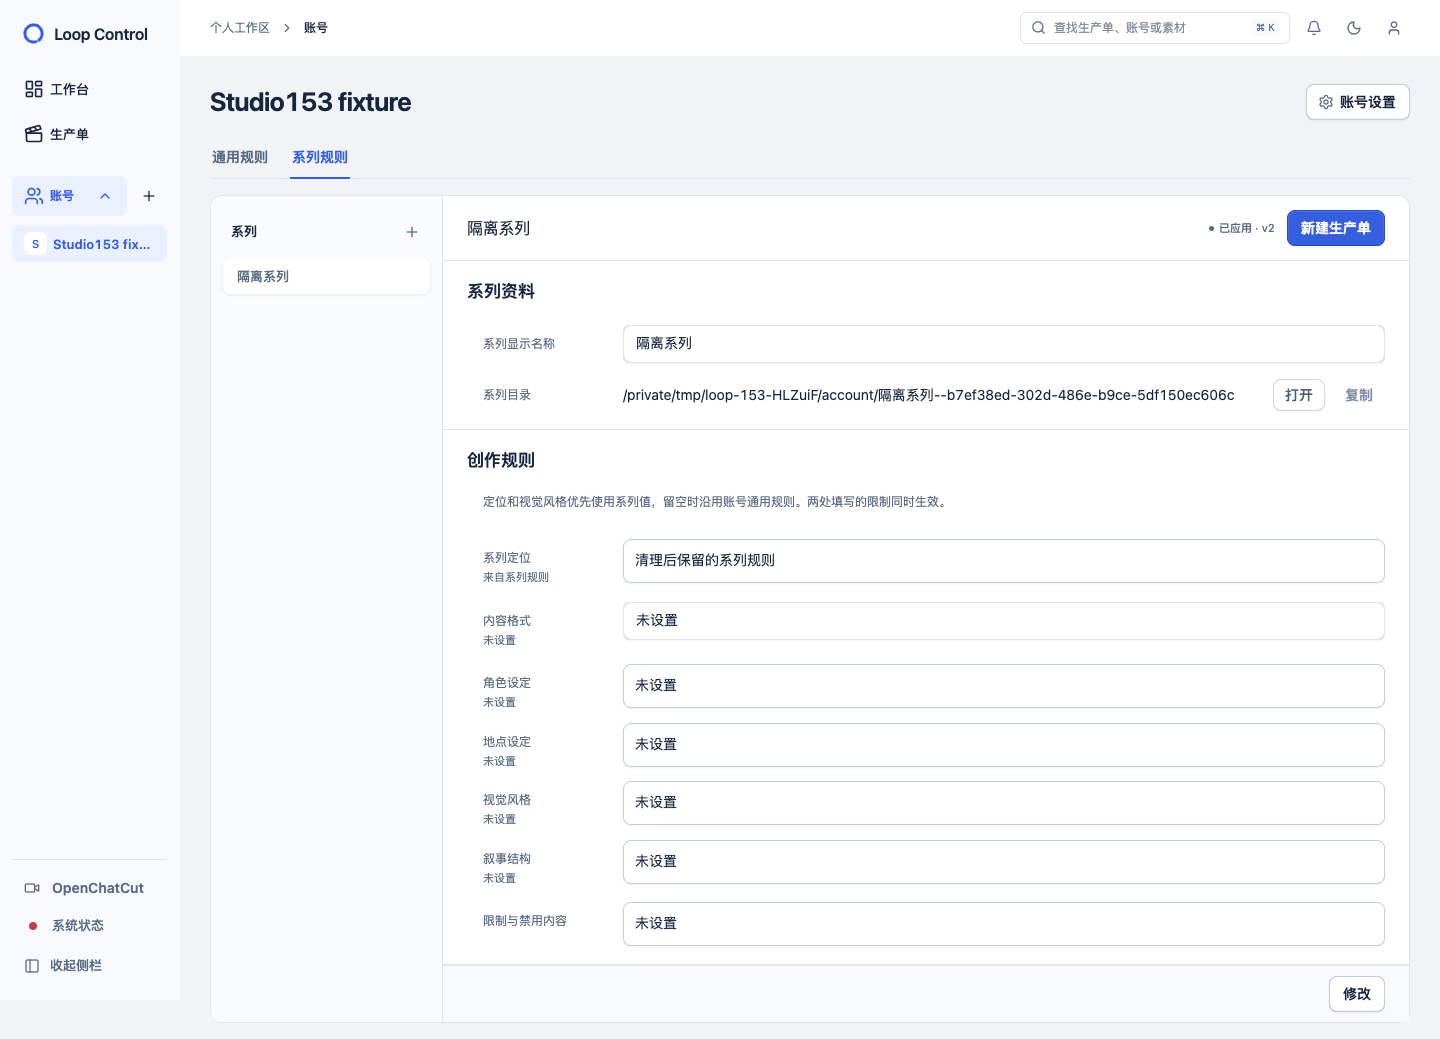 Loop Control
工作台
生产单
账号
S Studio153 fix...
OpenChatCut
系统状态
收起侧栏
个人工作区 > 账号
查找生产单、账号或素材 ⌘ K
Studio153 fixture
账号设置
通用规则 系列规则
系列
隔离系列
隔离系列
已应用 · v2 新建生产单
系列资料
系列显示名称 隔离系列
系列目录 /private/tmp/loop-153-HLZuiF/account/隔离系列--b7ef38ed-302d-486e-b9ce-5df150ec606c 打开 复制
创作规则
定位和视觉风格优先使用系列值，留空时沿用账号通用规则。两处填写的限制同时生效。
系列定位 清理后保留的系列规则
来自系列规则
内容格式 未设置
未设置
角色设定 未设置
未设置
地点设定 未设置
未设置
视觉风格 未设置
未设置
叙事结构 未设置
未设置
限制与禁用内容 未设置
修改